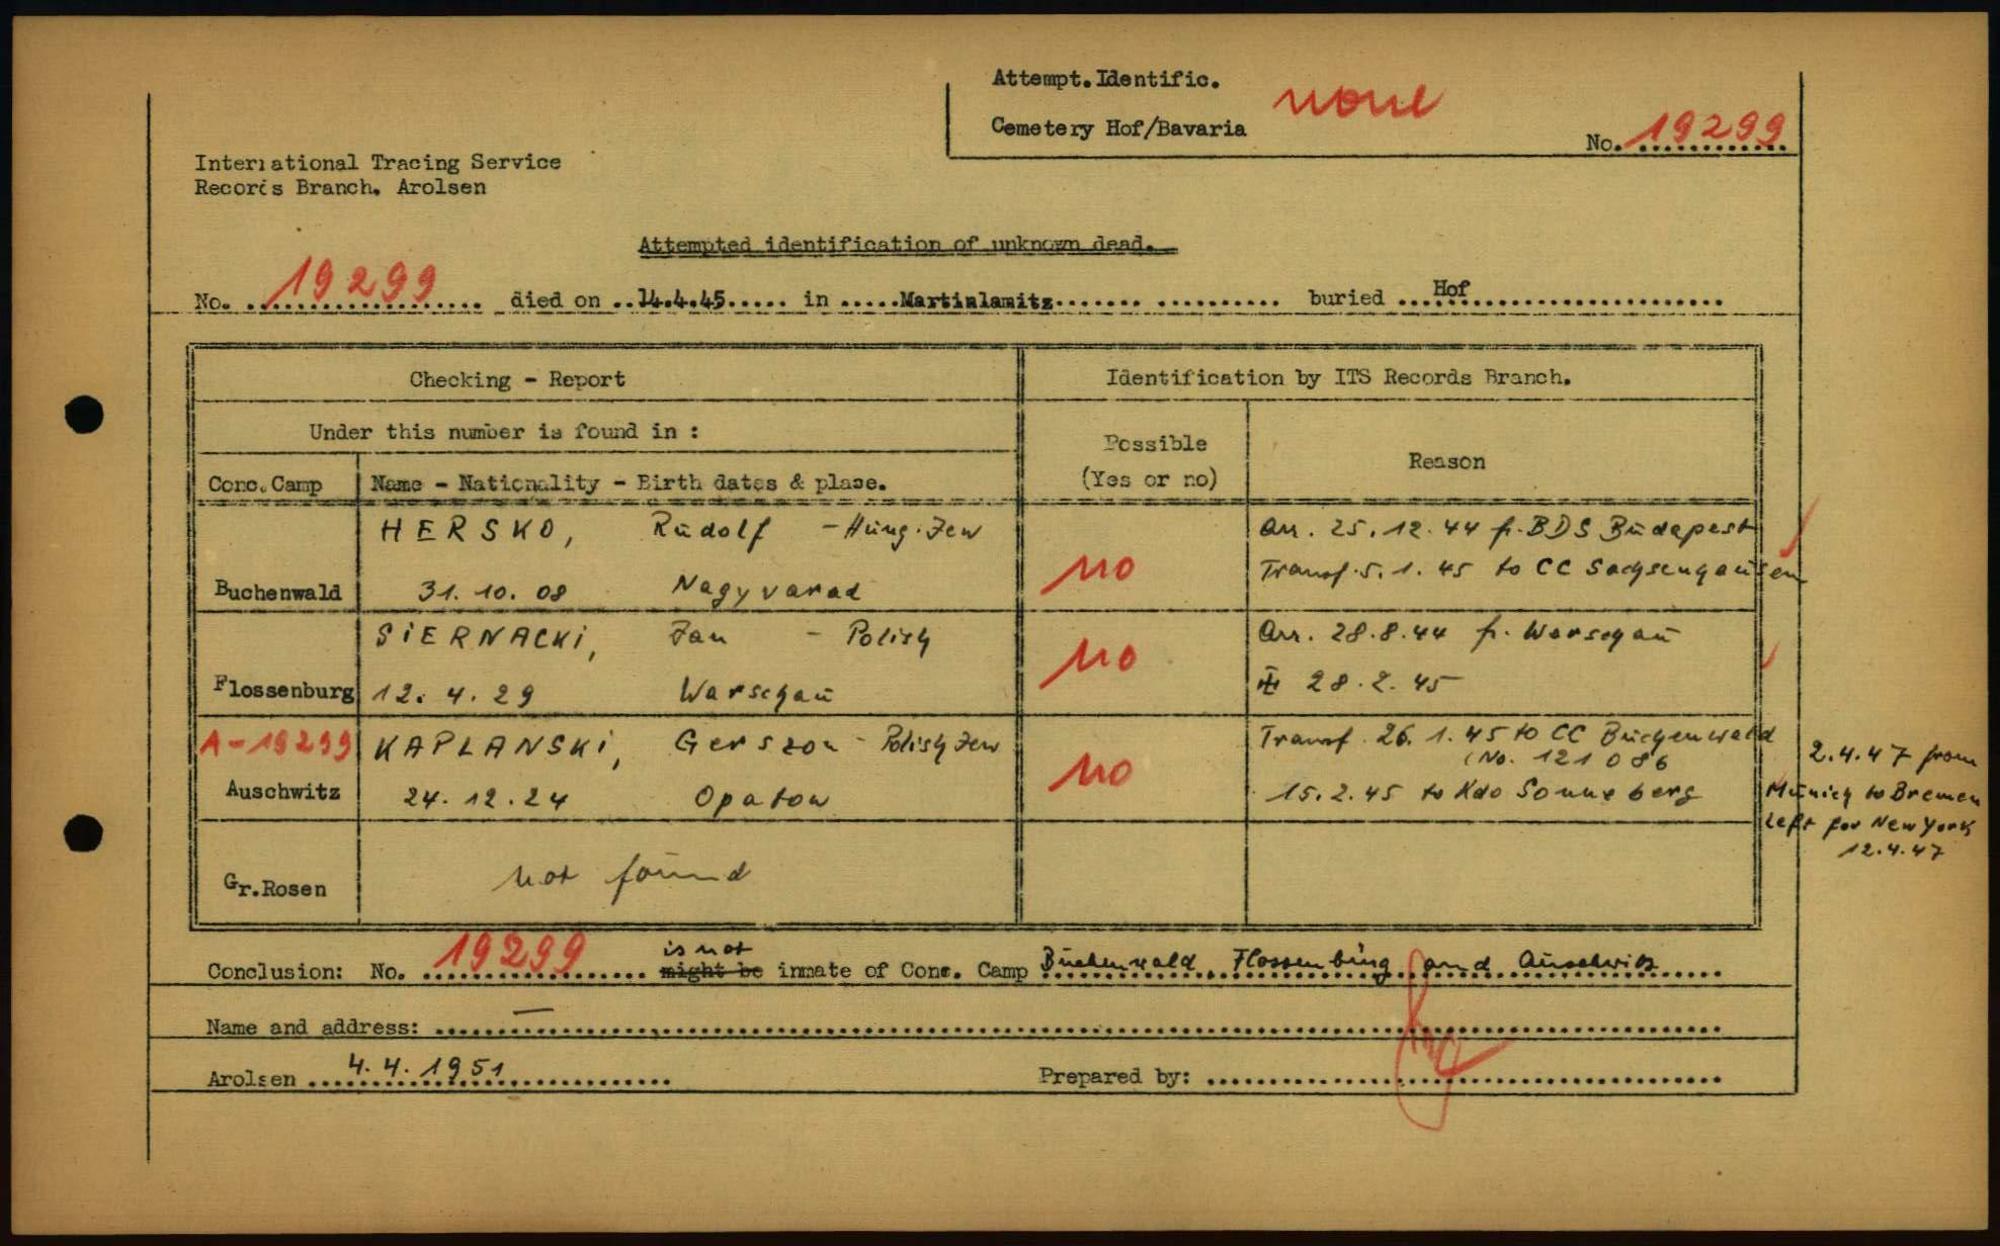 Attempt.Identific.
none
Cemetery Hof/Bavaria
No. 19299
International Tracing Service
Records Branch. Arolsen
Attempted identification of unknown dead.
No. 19299 died on ..14.4.45..... in .....Martinlamitz....... buried ... Hof
Checking - Report
Identification by ITS Records Branch.
Under this number is found in :
Possible
(Yes or no)
Reason
Conc.Camp
Name - Nationality - Birth dates & place.
HERSKO, Rudolf - Hung. Jew
Arr. 25.12.44 fr. BDS Budapest
no
Transf. 5.1.45 to CC Sachsenhausen
Buchenwald 31.10.08 Nagyvarad
SIERNACKI, Jan - Polish
Arr. 28.8.44 fr. Warschau
no
Flossenburg 12.4.29 Warschau
28.2.45
A-19299 KAPLANSKI, Gerszon - Polish Jew
Transf. 26.1.45 to CC Buchenwald
(No. 121086
no
Auschwitz 24.12.24 Opatow
15.2.45 to Kdo Sonneberg
2.4.47 from
Munich to Bremen
left for New York
12.4.47
Gr.Rosen not found
is not
Conclusion: No. 19299 might be inmate of Conc. Camp Buchenwald, Flossenbürg and Auschwitz
Name and address: —
Arolsen 4.4.1951
Prepared by: